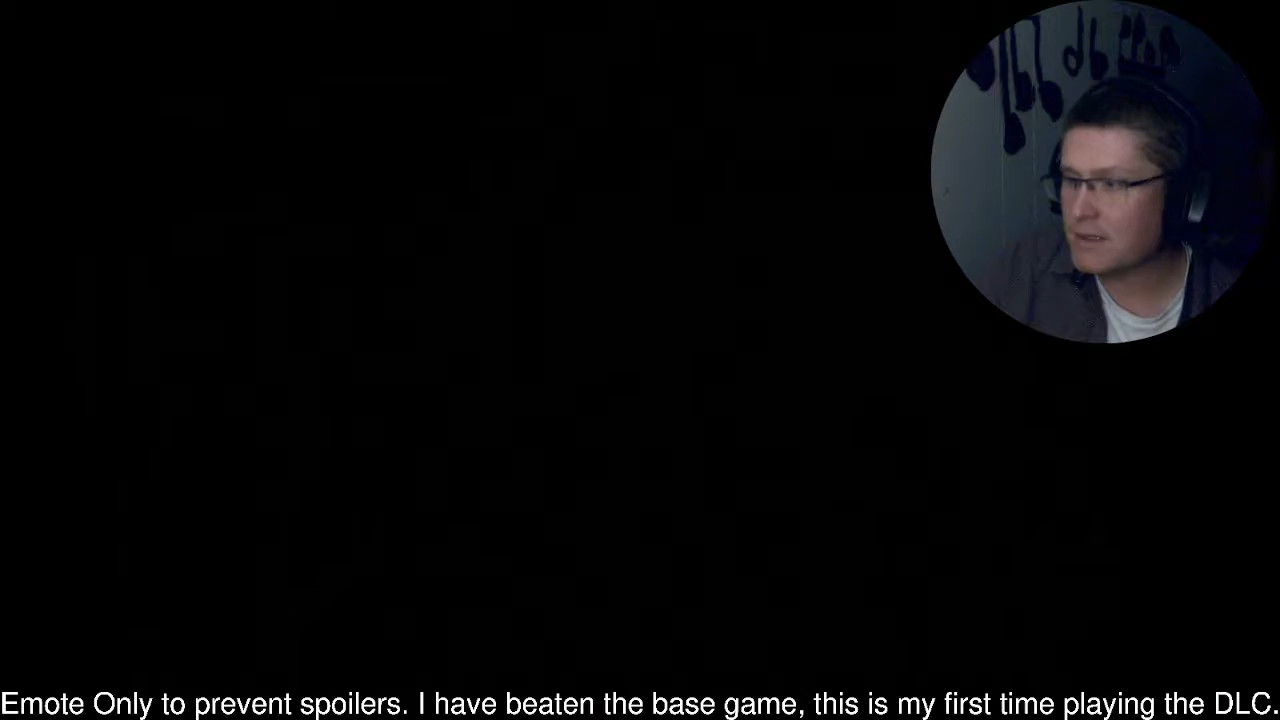 Emote Only to prevent spoilers. I have beaten the base game, this is my first time playing the DLC.